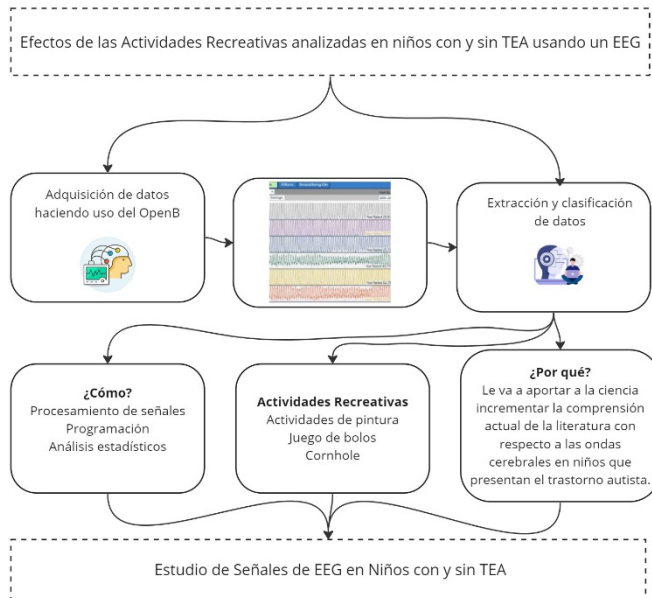 Efectos de las Actividades Recreativas analizadas en niños con y sin TEA usando un EEG
Adquisición de datos
haciendo uso del OpenB
Extracción y clasificación
de datos
¿Cómo?
Procesamiento de señales
Programación
Análisis estadísticos
Actividades Recreativas
Actividades de pintura
Juego de bolos
Cornhole
¿Por qué?
Le va a aportar a la ciencia
incrementar la comprensión
actual de la literatura con
respecto a las ondas
cerebrales en niños que
presentan el trastorno autista.
Estudio de Señales de EEG en Niños con y sin TEA